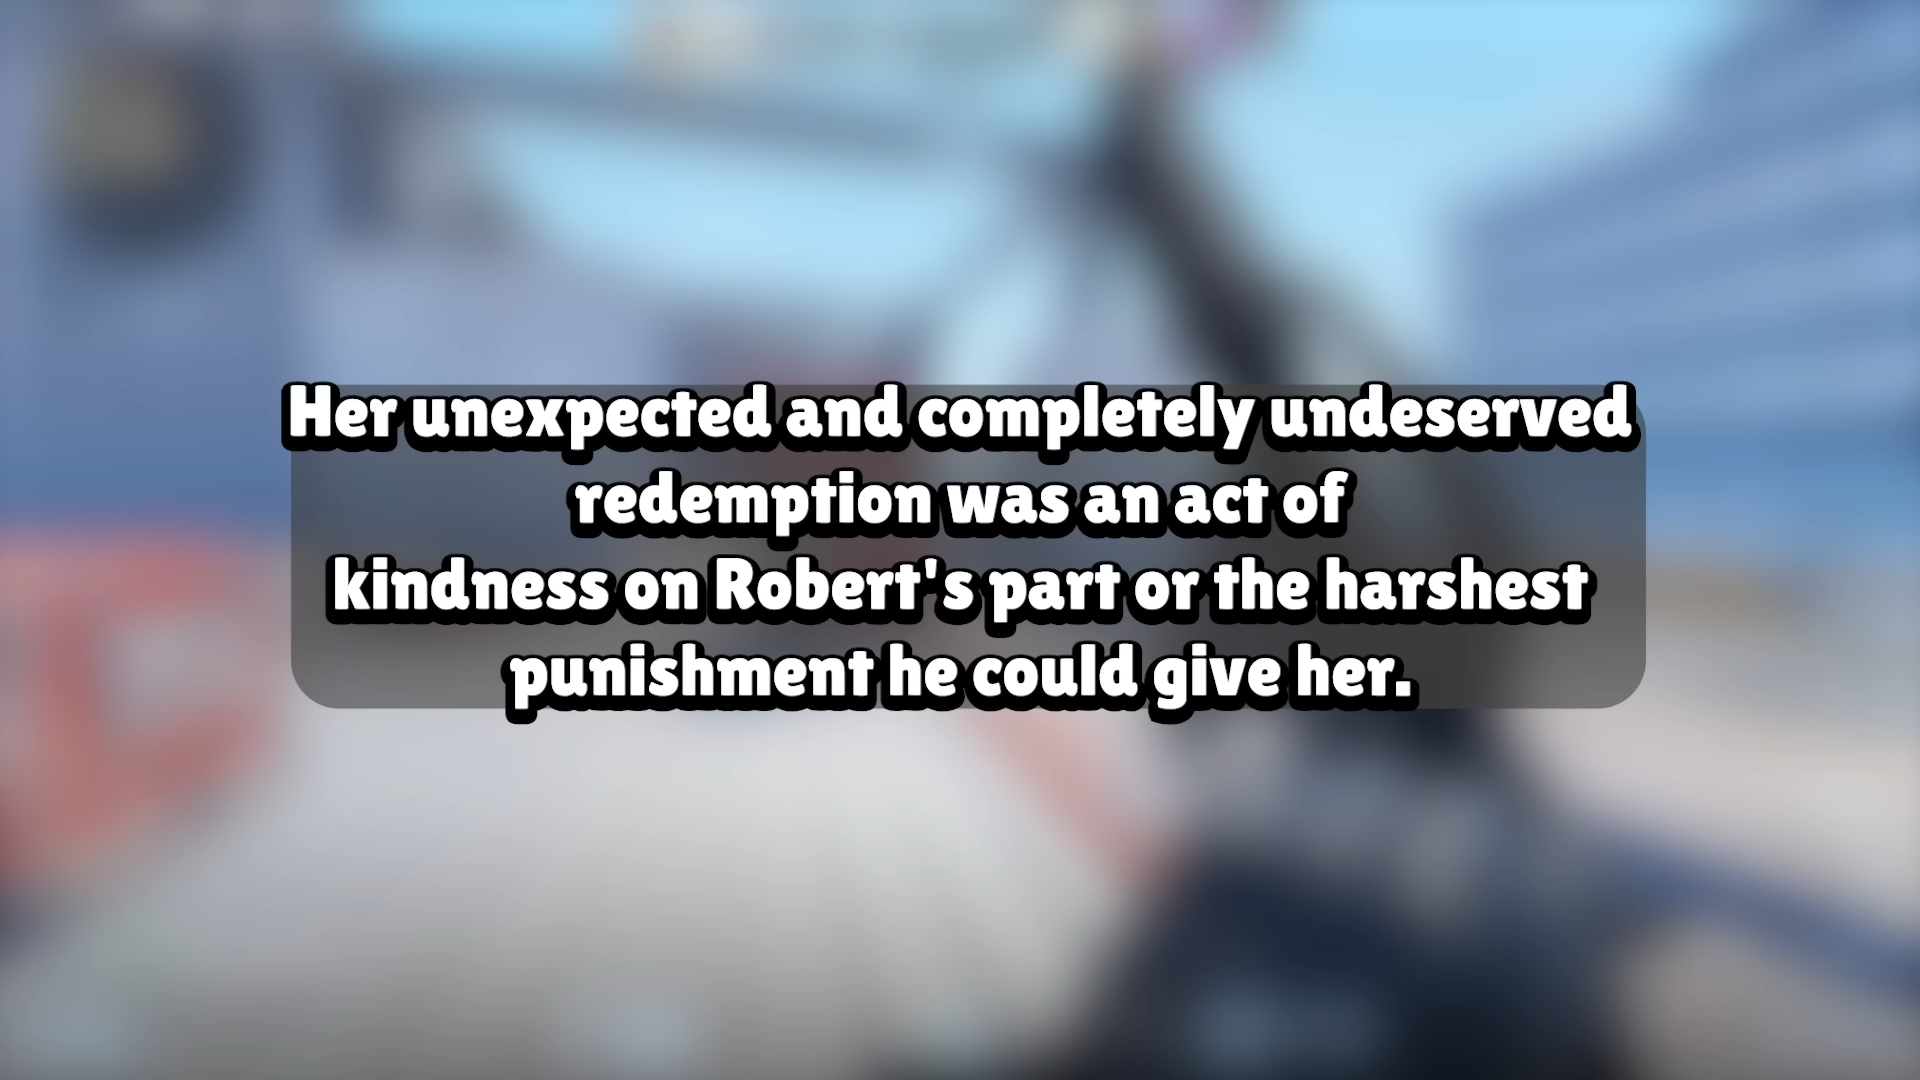 Her unexpected and completely undeserved
redemption was an act of
kindness on Robert's part or the harshest
punishment he could give her.